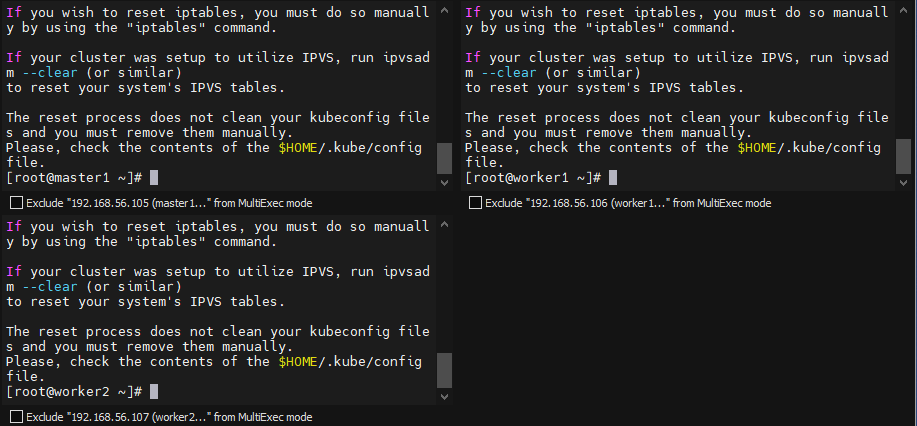 If you wish to reset iptables, you must do so manuall
y by using the "iptables" command.
If your cluster was setup to utilize IPVS, run ipvsad
m --clear (or similar)
to reset your system's IPVS tables.
The reset process does not clean your kubeconfig file
s and you must remove them manually.
Please, check the contents of the $HOME/.kube/config
file.
[root@master1 ~]#
Exclude "192.168.56.105 (master1..." from MultiExec mode
If you wish to reset iptables, you must do so manuall
y by using the "iptables" command.
If your cluster was setup to utilize IPVS, run ipvsad
m --clear (or similar)
to reset your system's IPVS tables.
The reset process does not clean your kubeconfig file
s and you must remove them manually.
Please, check the contents of the $HOME/.kube/config
file.
[root@worker1 ~]#
Exclude "192.168.56.106 (worker1..." from MultiExec mode
If you wish to reset iptables, you must do so manuall
y by using the "iptables" command.
If your cluster was setup to utilize IPVS, run ipvsad
m --clear (or similar)
to reset your system's IPVS tables.
The reset process does not clean your kubeconfig file
s and you must remove them manually.
Please, check the contents of the $HOME/.kube/config
file.
[root@worker2 ~]#
Exclude "192.168.56.107 (worker2..." from MultiExec mode